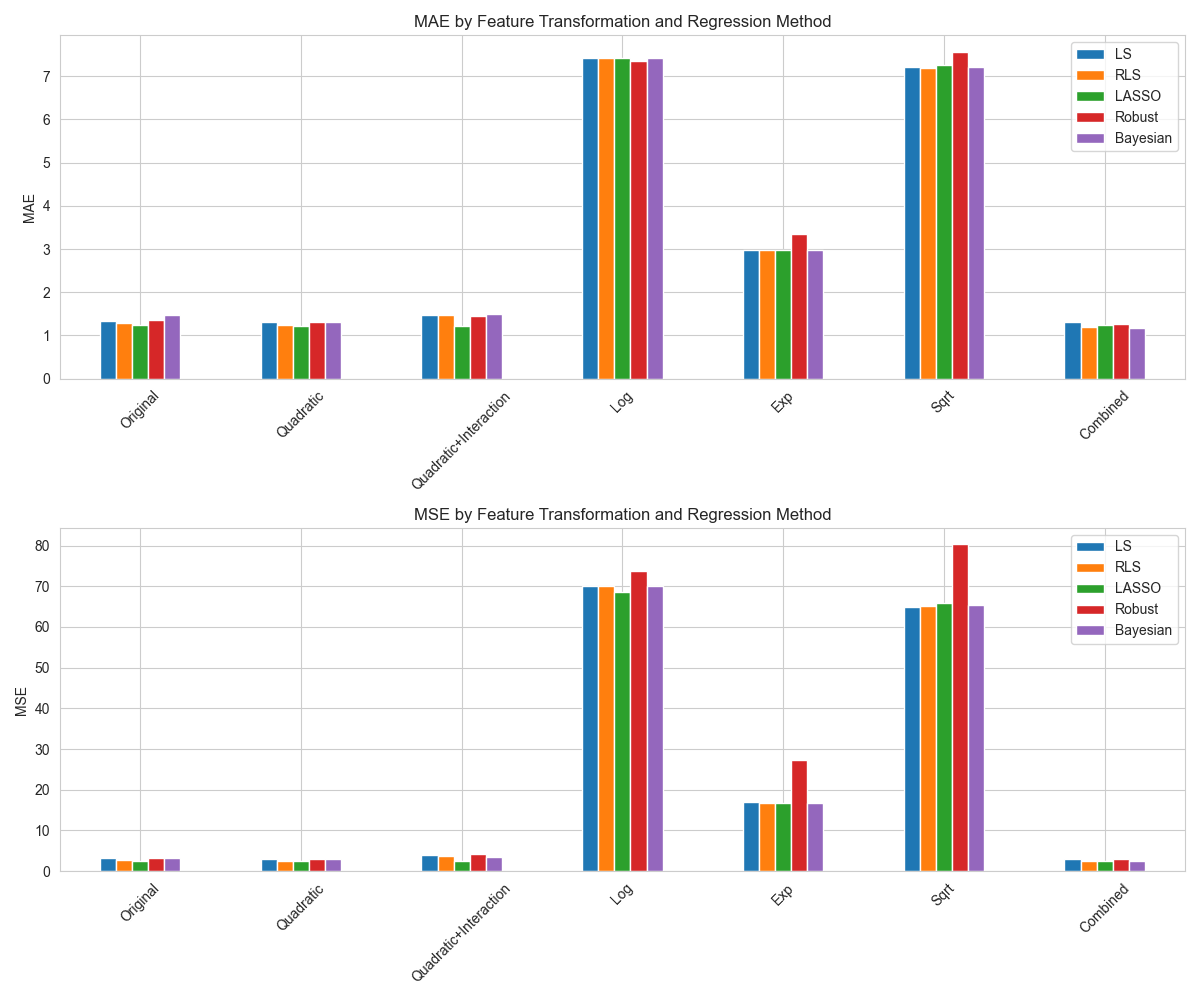 MAE by Feature Transformation and Regression Method
LS
RLS
LASSO
Robust
Bayesian
MAE
7
6
5
4
3
2
1
0
Original
Quadratic
Quadratic+Interaction
Log
Exp
Sqrt
Combined
MSE by Feature Transformation and Regression Method
LS
RLS
LASSO
Robust
Bayesian
MSE
80
70
60
50
40
30
20
10
0
Original
Quadratic
Quadratic+Interaction
Log
Exp
Sqrt
Combined